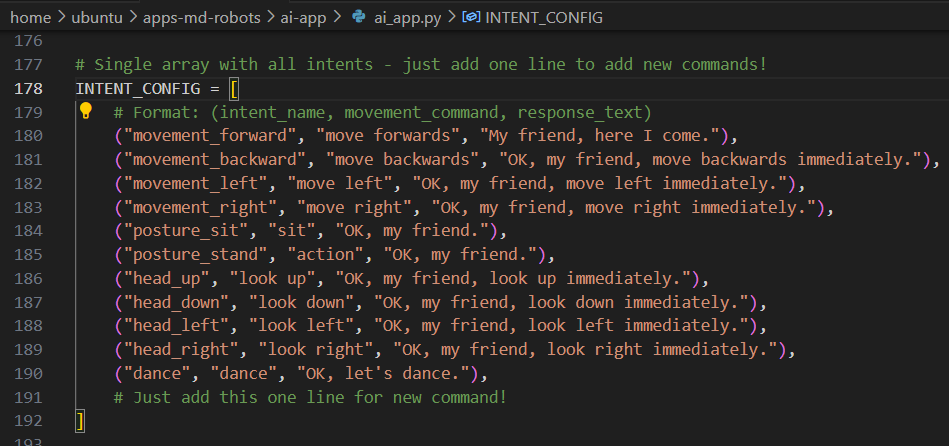 home > ubuntu > apps-md-robots > ai-app > ai_app.py > INTENT_CONFIG
176
177 # Single array with all intents - just add one line to add new commands!
178 INTENT_CONFIG = [
179 # Format: (intent_name, movement_command, response_text)
180 ("movement_forward", "move forwards", "My friend, here I come."),
181 ("movement_backward", "move backwards", "OK, my friend, move backwards immediately."),
182 ("movement_left", "move left", "OK, my friend, move left immediately."),
183 ("movement_right", "move right", "OK, my friend, move right immediately."),
184 ("posture_sit", "sit", "OK, my friend."),
185 ("posture_stand", "action", "OK, my friend."),
186 ("head_up", "look up", "OK, my friend, look up immediately."),
187 ("head_down", "look down", "OK, my friend, look down immediately."),
188 ("head_left", "look left", "OK, my friend, look left immediately."),
189 ("head_right", "look right", "OK, my friend, look right immediately."),
190 ("dance", "dance", "OK, let's dance."),
191 # Just add this one line for new command!
192 ]
193